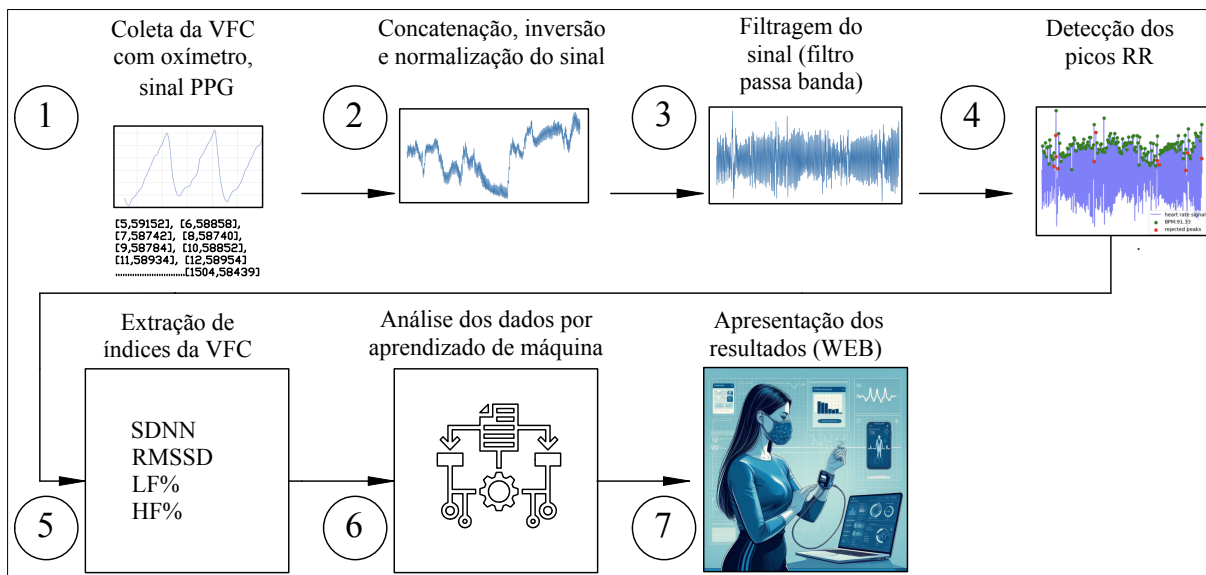 Coleta da VFC
com oxímetro,
sinal PPG
1
[5,59152], [6,58858],
[7,58742], [8,58740],
[9,58784], [10,58852],
[11,58934], [12,58954]
..............................[1504,58439]
Concatenação, inversão
e normalização do sinal
2
Filtragem do
sinal (filtro
passa banda)
3
Detecção dos
picos RR
4
heart rate signal
BPM:91.33
rejected peaks
Extração de
índices da VFC
5
SDNN
RMSSD
LF%
HF%
Análise dos dados por
aprendizado de máquina
6
Apresentação dos
resultados (WEB)
7